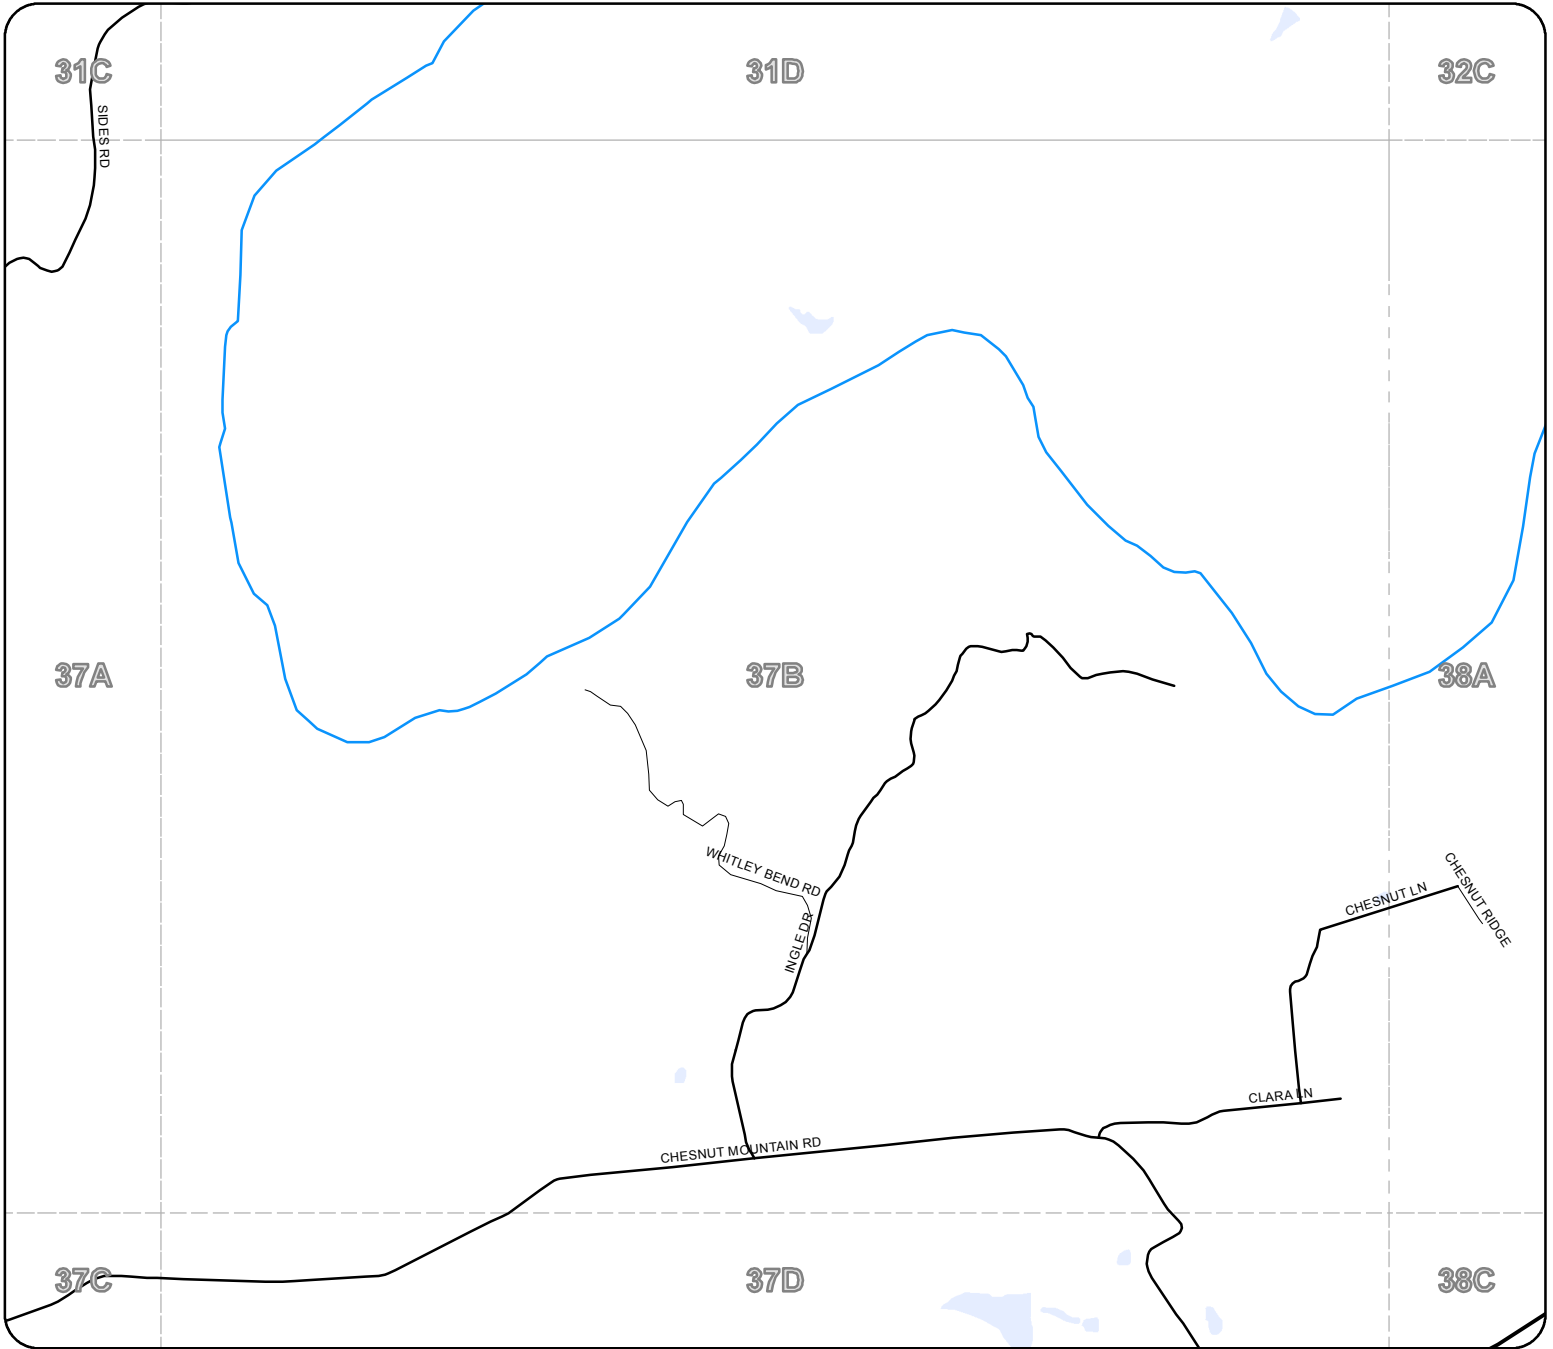 31C
31D
32C
SIDES RD
37A
37B
38A
WHITLEY BEND RD
INGLE DR
CHESNUT LN
CHESNUT RIDGE
CLARA LN
CHESNUT MOUNTAIN RD
37C
37D
38C